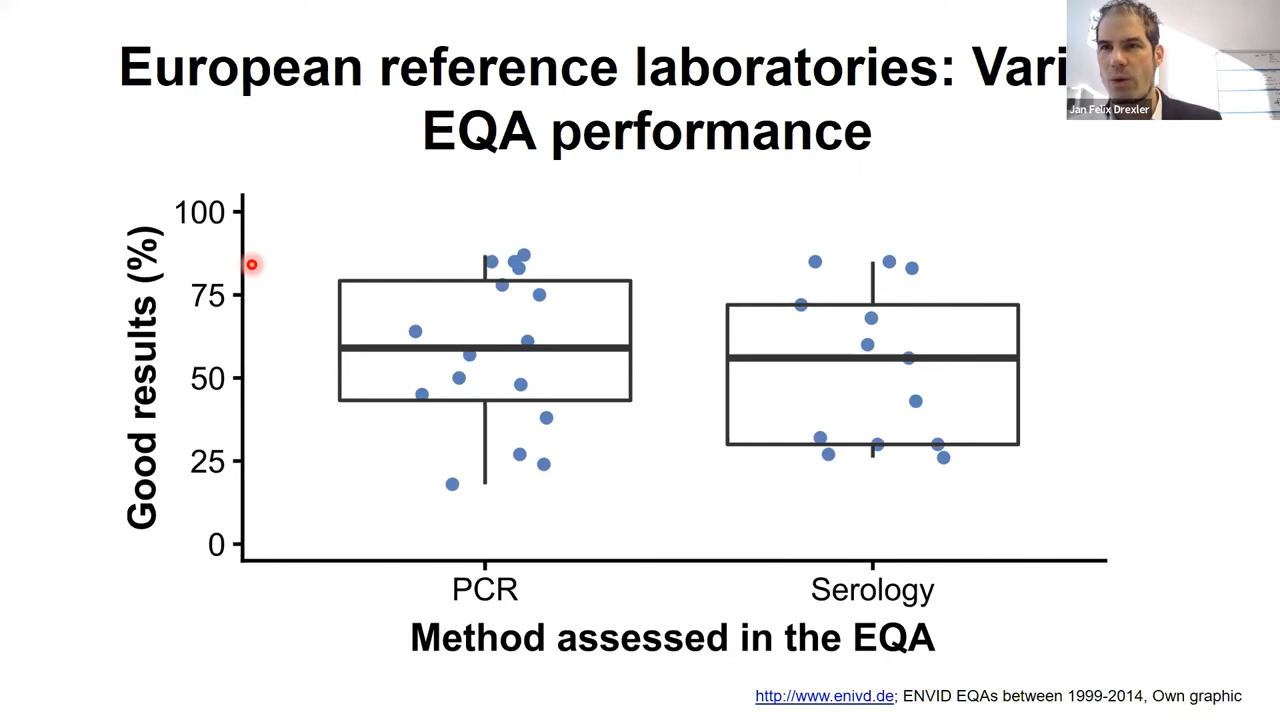 European reference laboratories: Vari
EQA performance
Jan Felix Drexler
Good results (%)
100
75
50
25
0
PCR
Serology
Method assessed in the EQA
http://www.enivd.de; ENVID EQAs between 1999-2014, Own graphic